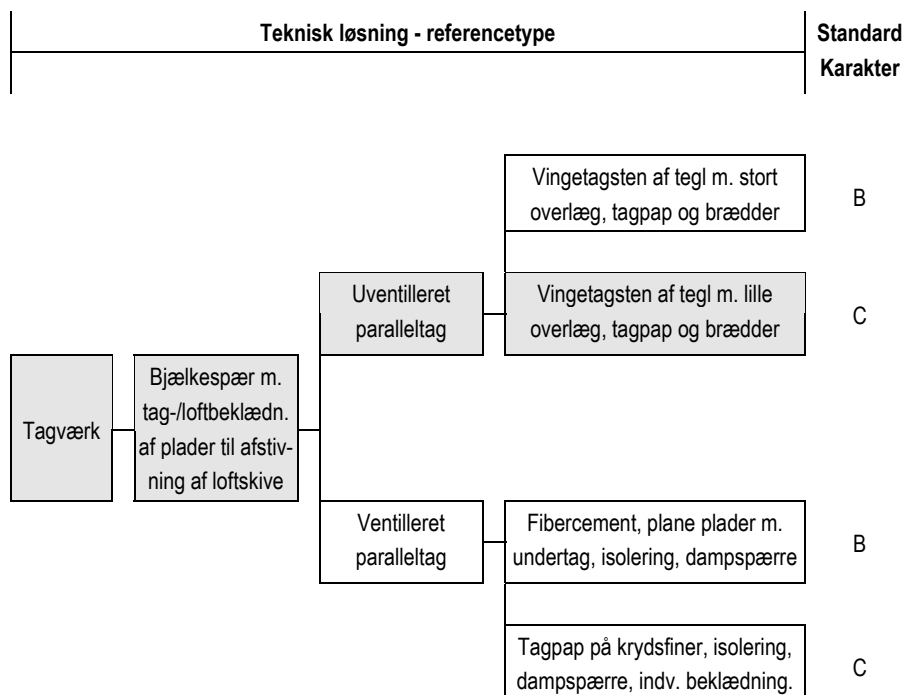 Teknisk løsning - referencetype
Standard
Karakter
Vingetagsten af tegl m. stort
overlæg, tagpap og brædder
B
Uventilleret
paralleltag
Vingetagsten af tegl m. lille
overlæg, tagpap og brædder
C
Tagværk
Bjælkespær m.
tag-/loftbeklædn.
af plader til afstiv-
ning af loftskive
Ventilleret
paralleltag
Fibercement, plane plader m.
undertag, isolering, dampspærre
B
Tagpap på krydsfiner, isolering,
dampspærre, indv. beklædning.
C